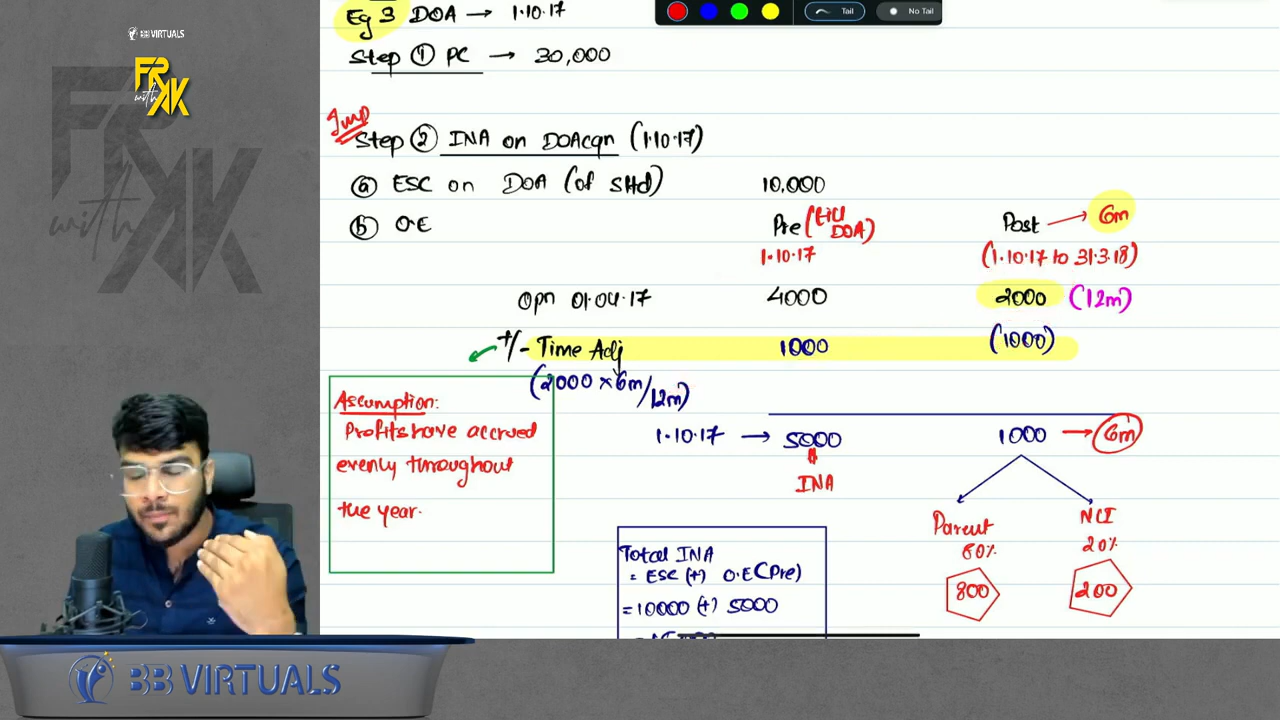 BB VIRTUALS
FR
with
AK
Eg 3 DOA → 1.10.17
Tail
No Tail
Step ① PC → 30,000
Imp
Step ② INA on DOAcqn (1.10.17)
ⓐ ESC on DOA (of SHd) 10,000
ⓑ O.E Pre (till DOA) Post → 6m
1.10.17 (1.10.17 to 31.3.18)
Opn 01.04.17 4000 2000 (12m)
+/- Time Adj 1000 (1000)
(2000 × 6m/12m)
Assumption:
Profits have accrued
evenly throughout
the year.
1.10.17 → 5000 1000 → 6m
INA
Parent NCI
80% 20%
800 200
Total INA
= ESC (+) O.E (Pre)
= 10000 (+) 5000
BB VIRTUALS